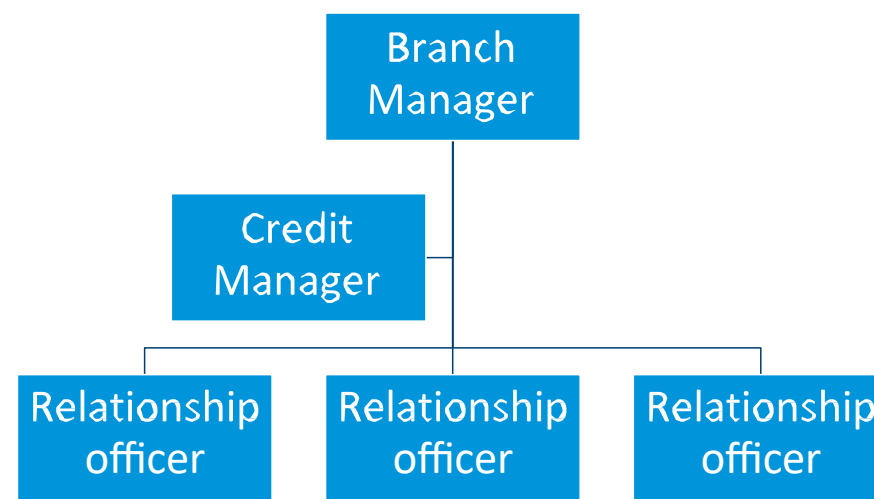 Branch
Manager
Credit
Manager
Relationship
officer
Relationship
officer
Relationship
officer